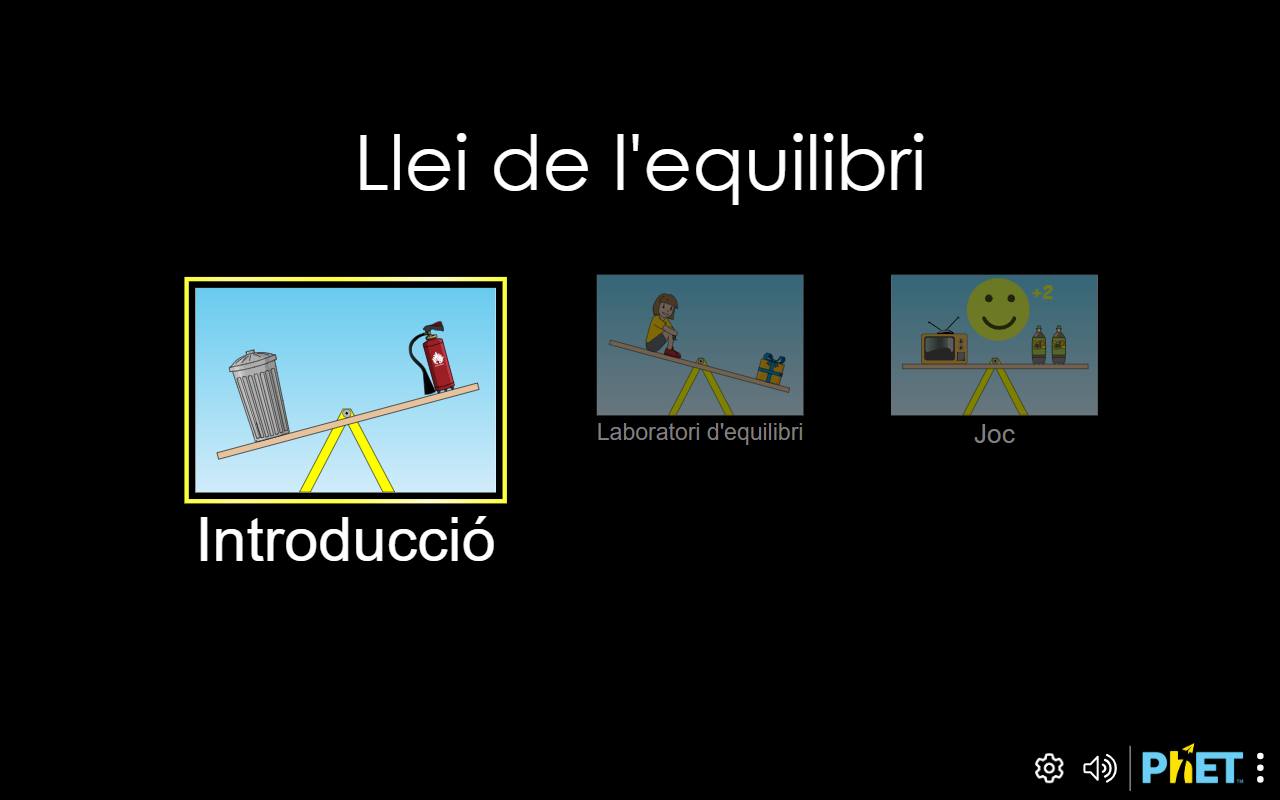 Llei de l'equilibri
+2
Introducció
Laboratori d'equilibri
Joc
PhET